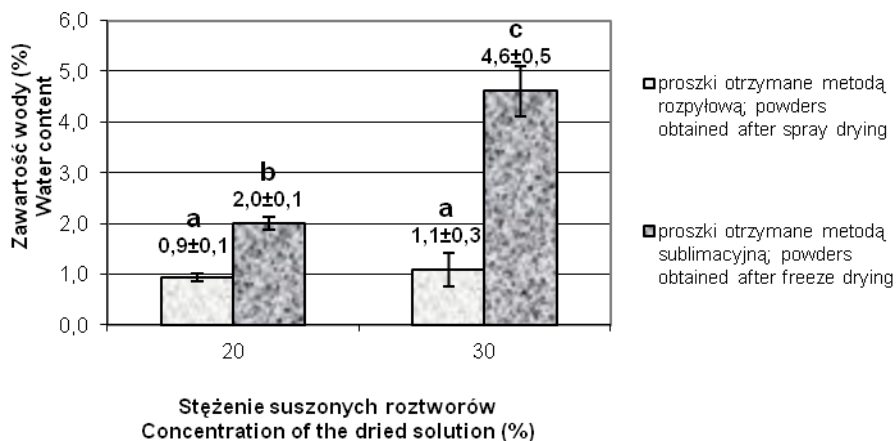 Zawartość wody (%)
Water content
6,0
5,0
4,0
3,0
2,0
1,0
0,0
a
0,9±0,1
b
2,0±0,1
a
1,1±0,3
c
4,6±0,5
20
30
Stężenie suszonych roztworów
Concentration of the dried solution (%)
proszki otrzymane metodą
rozpyłową; powders
obtained after spray drying
proszki otrzymane metodą
sublimacyjną; powders
obtained after freeze drying